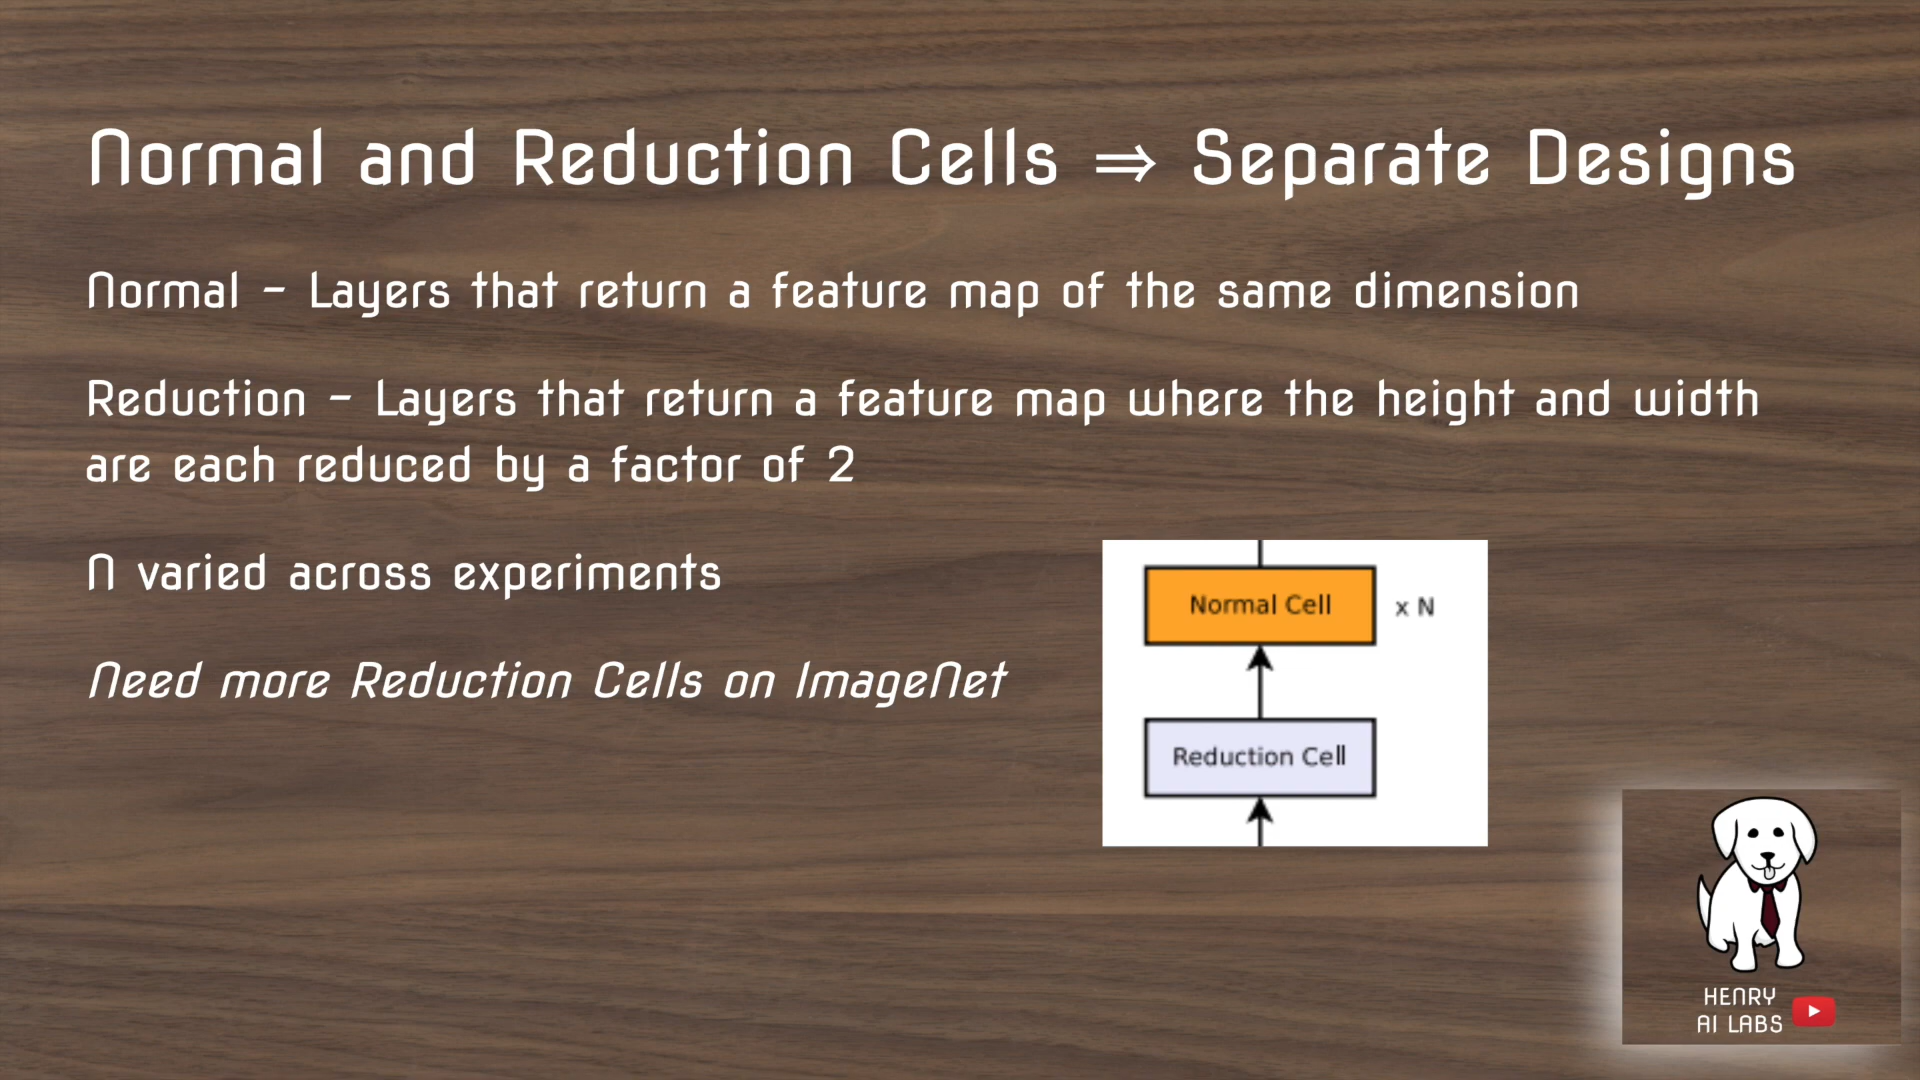 Normal and Reduction Cells ⇒ Separate Designs
Normal - Layers that return a feature map of the same dimension
Reduction - Layers that return a feature map where the height and width
are each reduced by a factor of 2
N varied across experiments
Need more Reduction Cells on ImageNet
Normal Cell
x N
Reduction Cell
HENRY
AI LABS